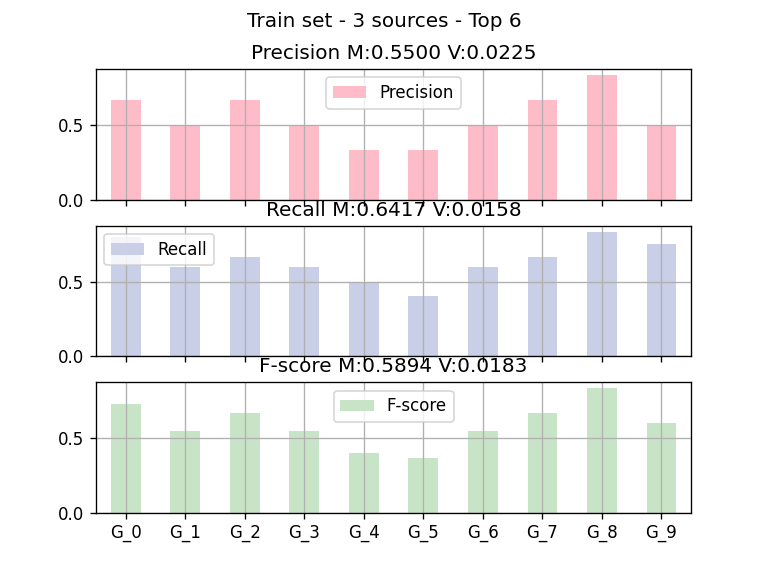 Train set - 3 sources - Top 6
Precision M:0.5500 V:0.0225
Precision
0.5
0.0
Recall M:0.6417 V:0.0158
Recall
0.5
0.0
F-score M:0.5894 V:0.0183
F-score
0.5
0.0
G_0 G_1 G_2 G_3 G_4 G_5 G_6 G_7 G_8 G_9